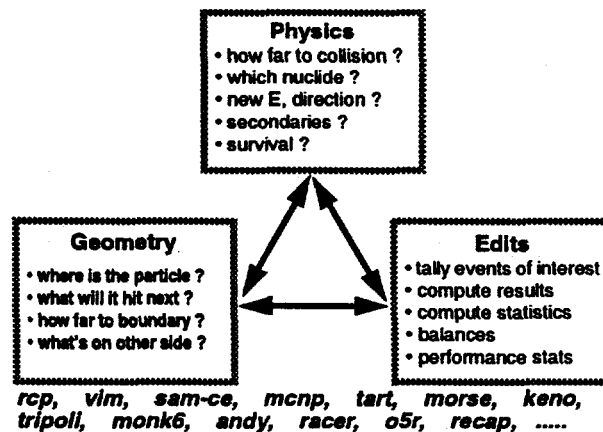 Physics
• how far to collision ?
• which nuclide ?
• new E, direction ?
• secondaries ?
• survival ?
Geometry
• where is the particle ?
• what will it hit next ?
• how far to boundary ?
• what's on other side ?
Edits
• tally events of interest
• compute results
• compute statistics
• balances
• performance stats
rcp, vim, sam-ce, mcnp, tart, morse, keno,
tripoli, monk6, andy, racer, o5r, recap, .....